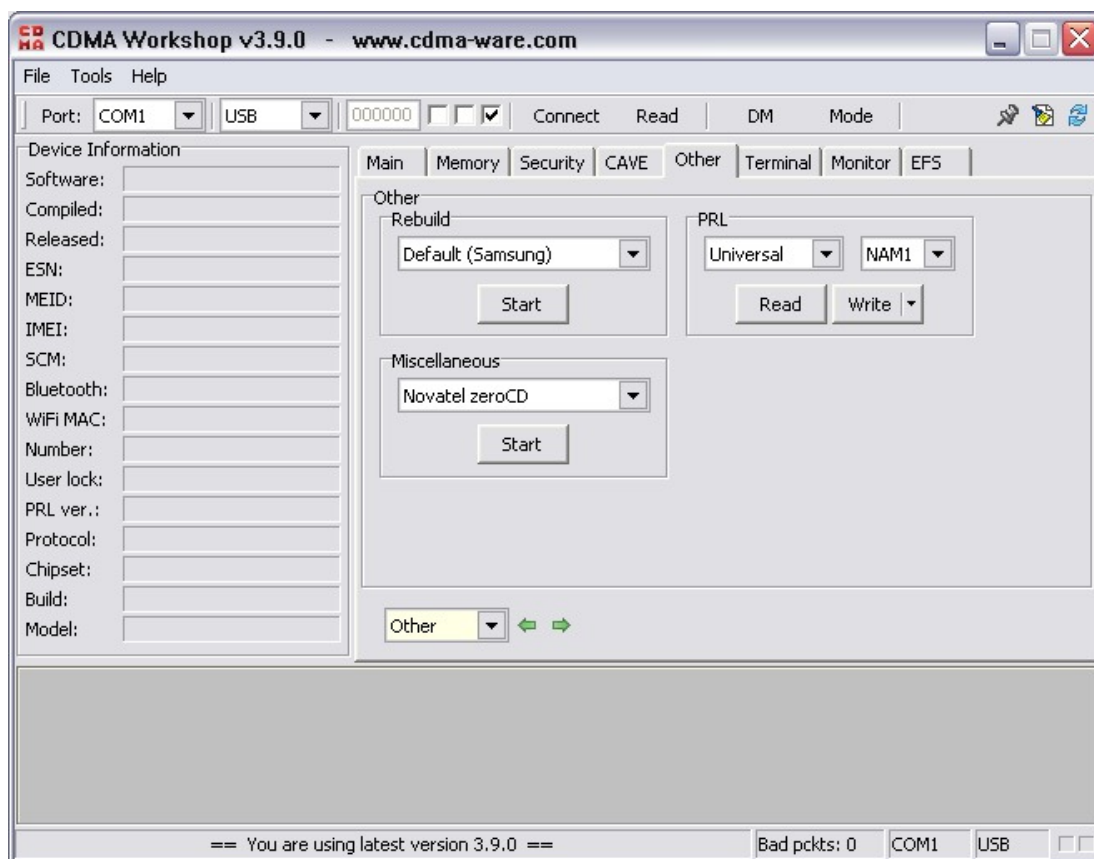 CDMA CDMA Workshop v3.9.0 - www.cdma-ware.com
File Tools Help
Port: COM1 USB 000000 Connect Read DM Mode
Device Information
Software:
Compiled:
Released:
ESN:
MEID:
IMEI:
SCM:
Bluetooth:
WiFi MAC:
Number:
User lock:
PRL ver.:
Protocol:
Chipset:
Build:
Model:
Main Memory Security CAVE Other Terminal Monitor EFS
Other
Rebuild
Default (Samsung)
Start
PRL
Universal NAM1
Read Write
Miscellaneous
Novatel zeroCD
Start
Other
== You are using latest version 3.9.0 == Bad pckts: 0 COM1 USB